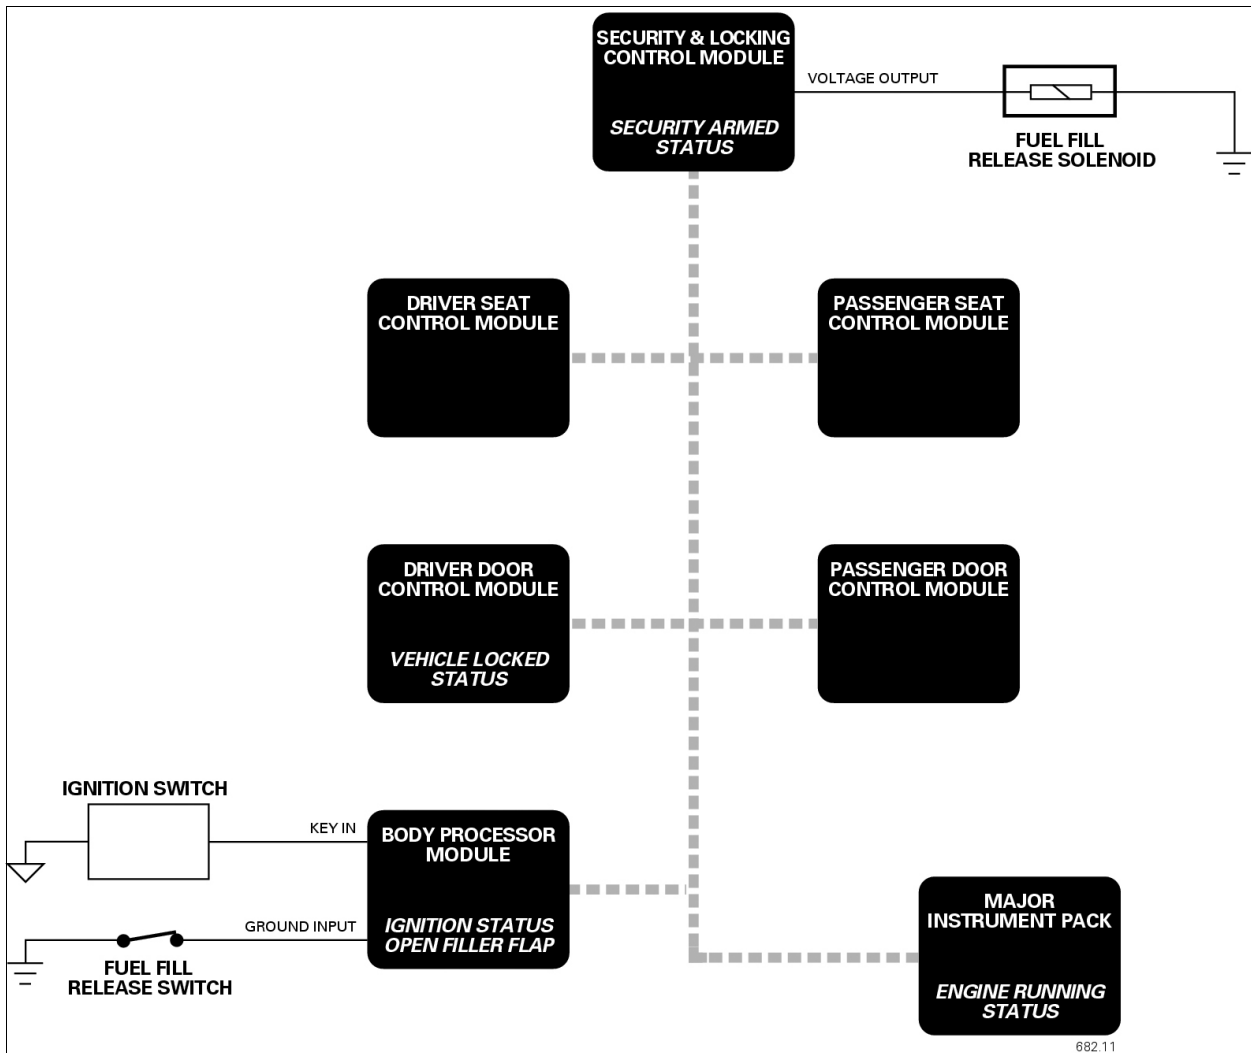 SECURITY & LOCKING
CONTROL MODULE
SECURITY ARMED
STATUS
VOLTAGE OUTPUT
FUEL FILL
RELEASE SOLENOID
DRIVER SEAT
CONTROL MODULE
PASSENGER SEAT
CONTROL MODULE
DRIVER DOOR
CONTROL MODULE
VEHICLE LOCKED
STATUS
PASSENGER DOOR
CONTROL MODULE
IGNITION SWITCH
KEY IN
BODY PROCESSOR
MODULE
IGNITION STATUS
OPEN FILLER FLAP
GROUND INPUT
FUEL FILL
RELEASE SWITCH
MAJOR
INSTRUMENT PACK
ENGINE RUNNING
STATUS
682.11